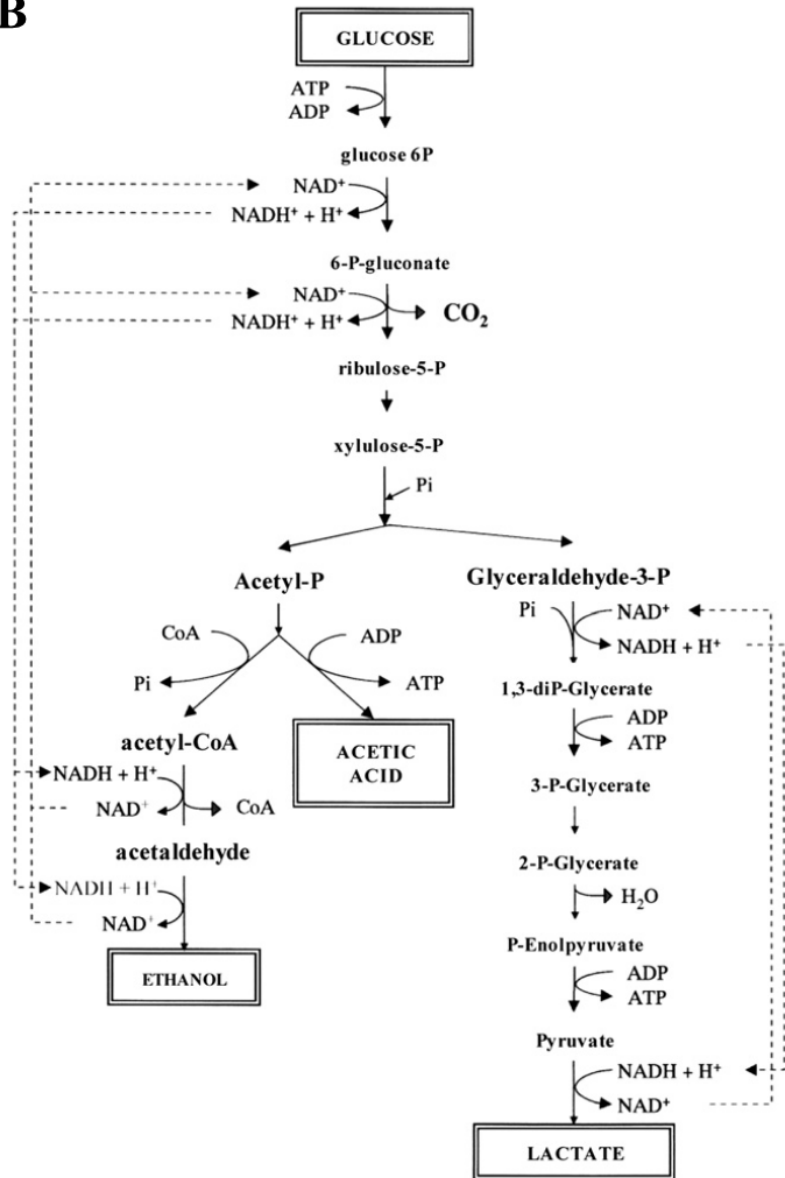 B
GLUCOSE
ATP
ADP
glucose 6P
NAD⁺
NADH⁺ + H⁺
6-P-gluconate
NAD⁺
NADH⁺ + H⁺
CO₂
ribulose-5-P
xylulose-5-P
Pi
Acetyl-P
Glyceraldehyde-3-P
CoA
ADP
Pi
ATP
Pi
NAD⁺
NADH + H⁺
1,3-diP-Glycerate
acetyl-CoA
ACETIC
ACID
ADP
ATP
NADH + H⁺
NAD⁺
CoA
3-P-Glycerate
acetaldehyde
2-P-Glycerate
NADH + H⁺
NAD⁺
H₂O
ETHANOL
P-Enolpyruvate
ADP
ATP
Pyruvate
NADH + H⁺
NAD⁺
LACTATE